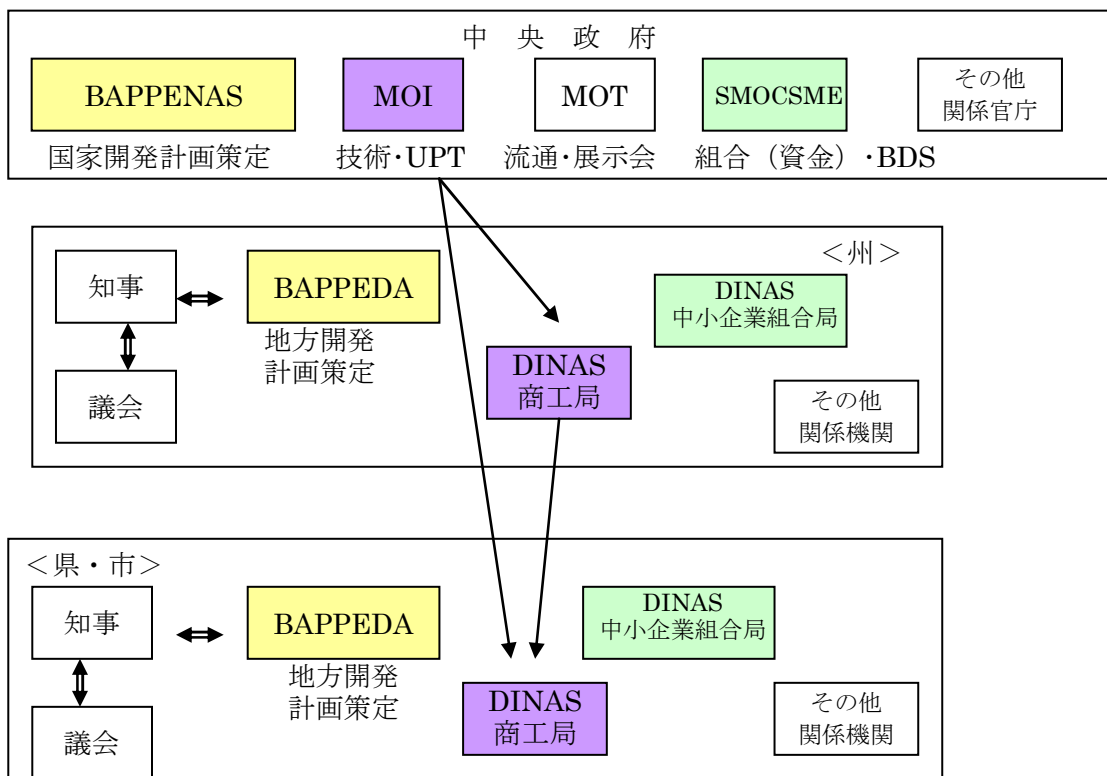 中 央 政 府
BAPPENAS
MOI
MOT
SMOCSME
その他
関係官庁
国家開発計画策定
技術・UPT
流通・展示会
組合（資金）・BDS
＜州＞
知事
BAPPEDA
DINAS
中小企業組合局
地方開発
計画策定
DINAS
商工局
議会
その他
関係機関
＜県・市＞
知事
BAPPEDA
DINAS
中小企業組合局
地方開発
計画策定
DINAS
商工局
議会
その他
関係機関